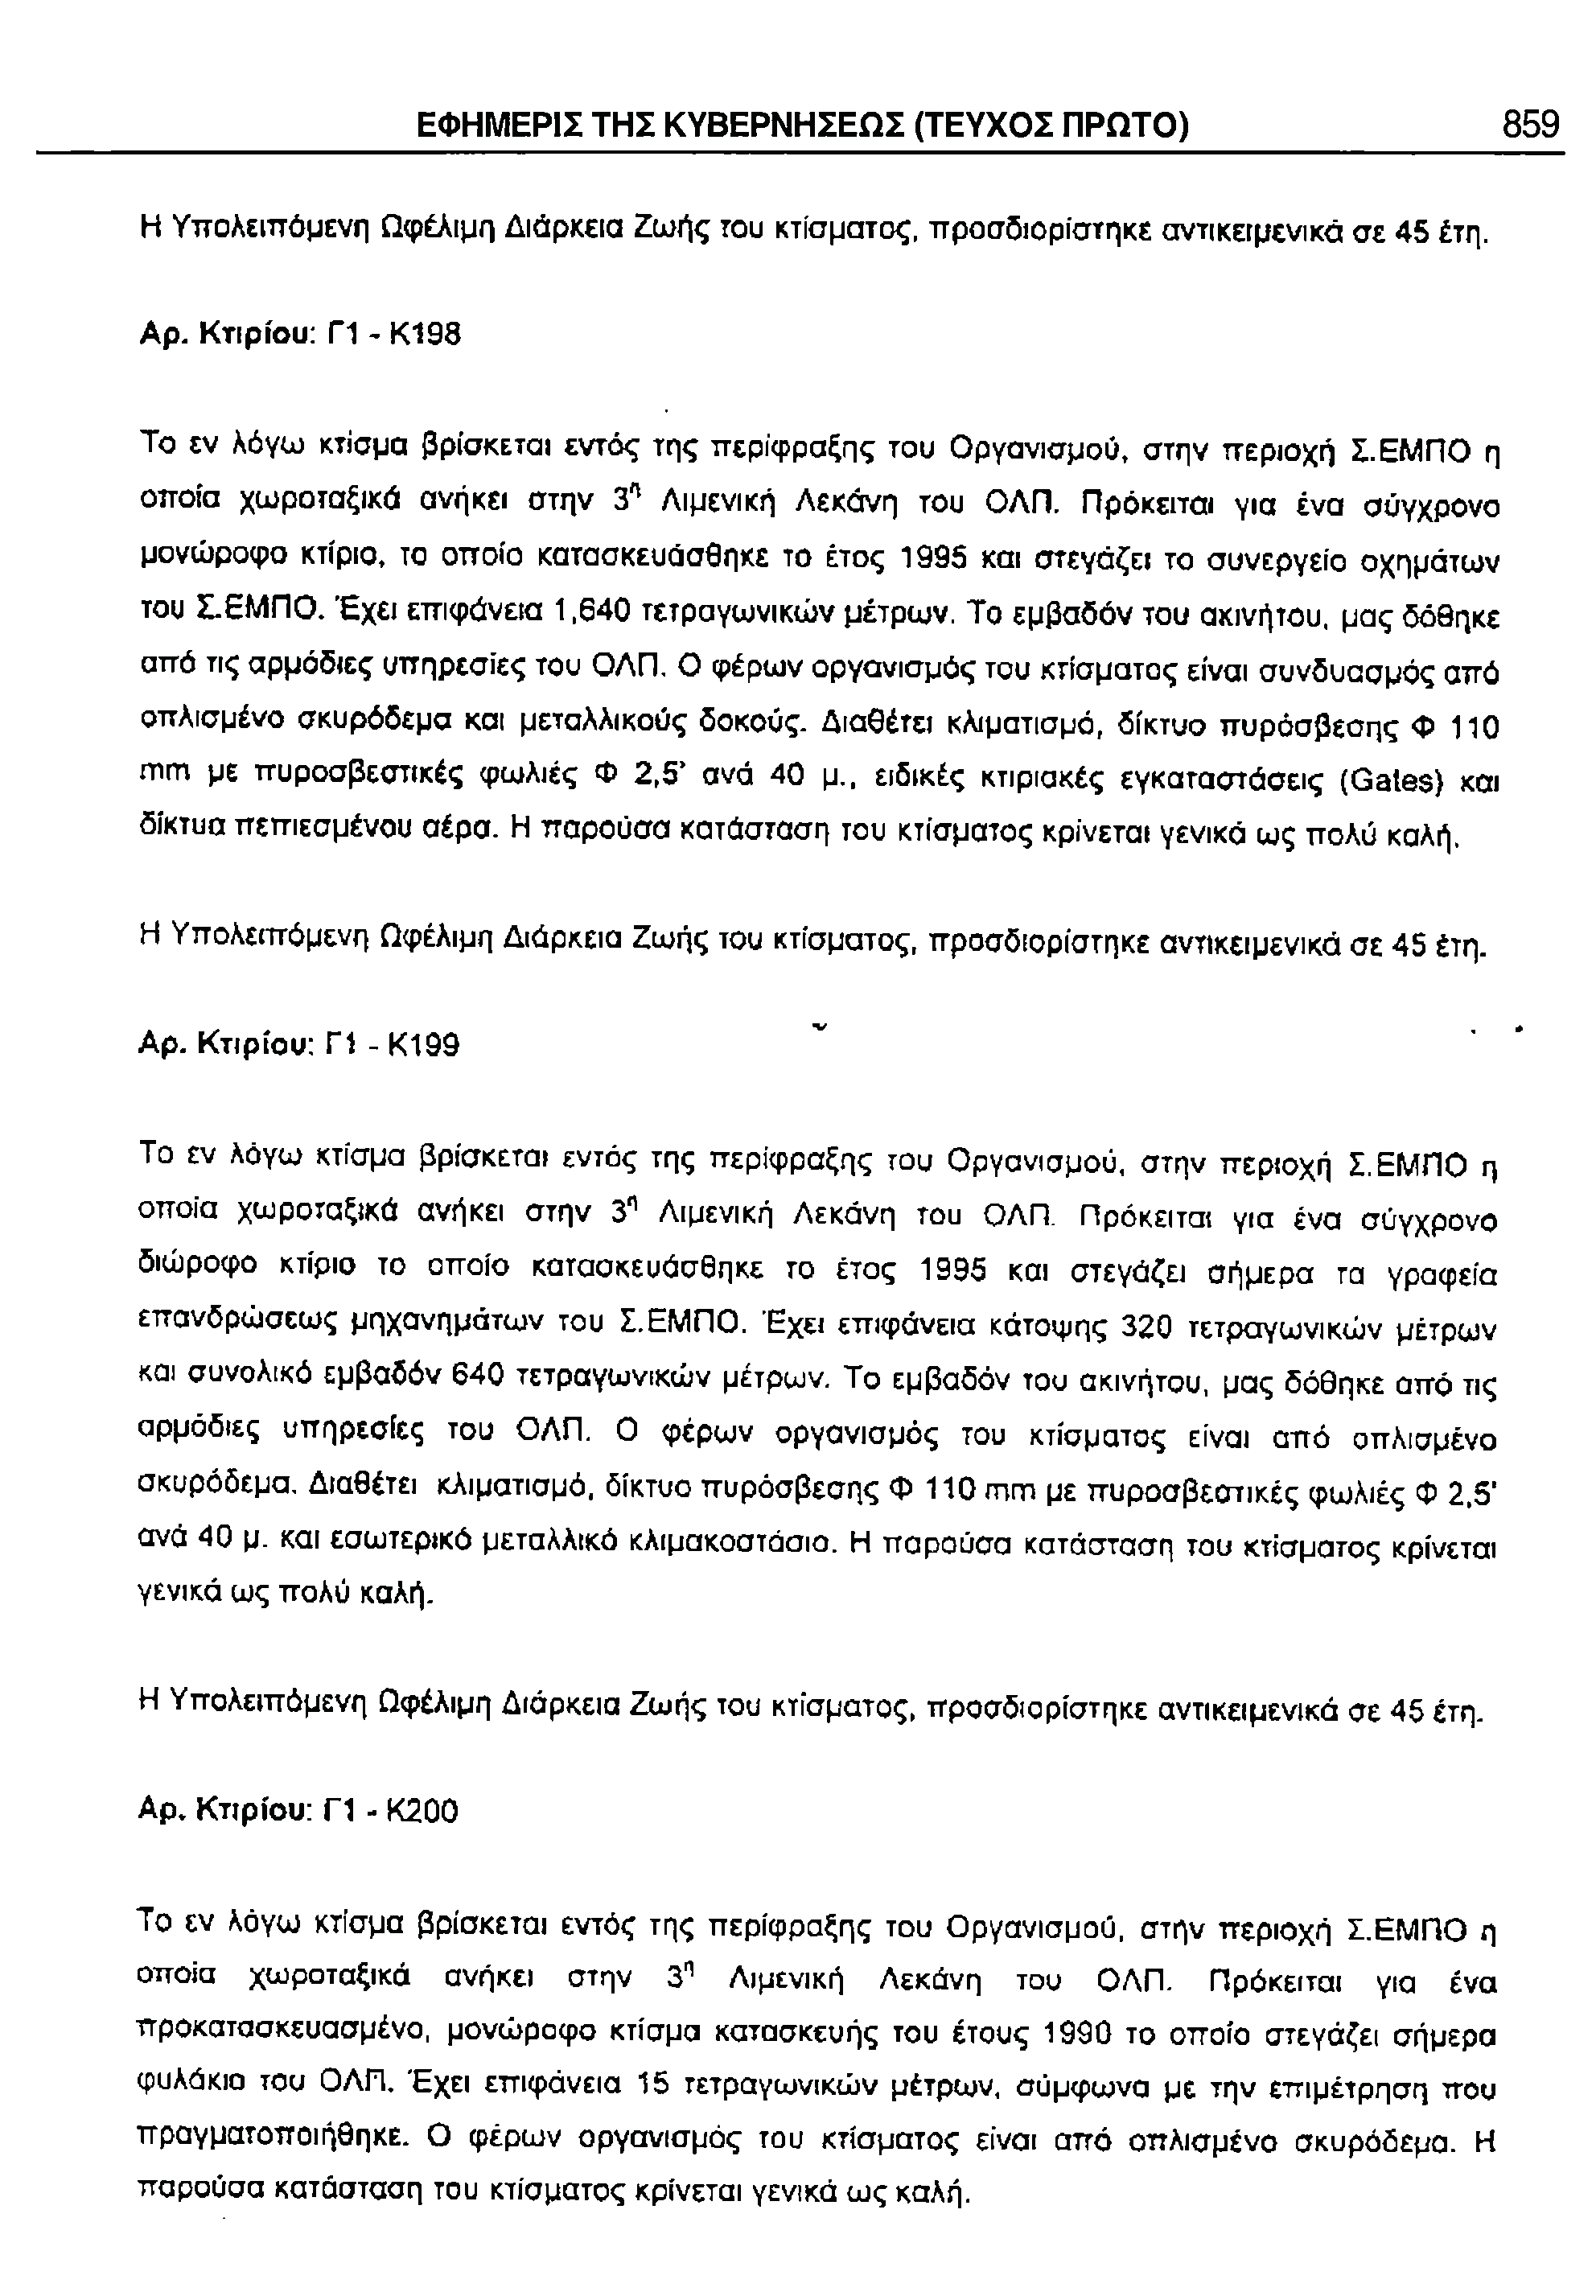 ΕΦΗΜΕΡΙΣ ΤΗΣ ΚΥΒΕΡΝΗΣΕΩΣ (ΤΕΥΧΟΣ ΠΡΩΤΟ) 859
Η Υπολειπόμενη Ωφέλιμη Διάρκεια Ζωής του κτίσματος, προσδιορίστηκε αντικειμενικά σε 45 έτη.
Αρ. Κτιρίου: Γ1 - Κ198
Το εν λόγω κτίσμα βρίσκεται εντός της περίφραξης του Οργανισμού, στην περιοχή Σ.ΕΜΠΟ η
οποία χωροταξικά ανήκει στην 3η Λιμενική Λεκάνη του ΟΛΠ. Πρόκειται για ένα σύγχρονο
μονώροφο κτίριο, το οποίο κατασκευάσθηκε το έτος 1995 και στεγάζει το συνεργείο οχημάτων
του Σ.ΕΜΠΟ. Έχει επιφάνεια 1,640 τετραγωνικών μέτρων. Το εμβαδόν του ακινήτου, μας δόθηκε
από τις αρμόδιες υπηρεσίες του ΟΛΠ. Ο φέρων οργανισμός του κτίσματος είναι συνδυασμός από
οπλισμένο σκυρόδεμα και μεταλλικούς δοκούς. Διαθέτει κλιματισμό, δίκτυο πυρόσβεσης Φ 110
mm με πυροσβεστικές φωλιές Φ 2,5’ ανά 40 μ., ειδικές κτιριακές εγκαταστάσεις (Gates) και
δίκτυα πεπιεσμένου αέρα. Η παρούσα κατάσταση του κτίσματος κρίνεται γενικά ως πολύ καλή.
Η Υπολειπόμενη Ωφέλιμη Διάρκεια Ζωής του κτίσματος, προσδιορίστηκε αντικειμενικά σε 45 έτη.
Αρ. Κτιρίου: Γ1 - Κ199
Το εν λόγω κτίσμα βρίσκεται εντός της περίφραξης του Οργανισμού, στην περιοχή Σ.ΕΜΠΟ η
οποία χωροταξικά ανήκει στην 3η Λιμενική Λεκάνη του ΟΛΠ. Πρόκειται για ένα σύγχρονο
διώροφο κτίριο το οποίο κατασκευάσθηκε το έτος 1995 και στεγάζει σήμερα τα γραφεία
επανδρώσεως μηχανημάτων του Σ.ΕΜΠΟ. Έχει επιφάνεια κάτοψης 320 τετραγωνικών μέτρων
και συνολικό εμβαδόν 640 τετραγωνικών μέτρων. Το εμβαδόν του ακινήτου, μας δόθηκε από τις
αρμόδιες υπηρεσίες του ΟΛΠ. Ο φέρων οργανισμός του κτίσματος είναι από οπλισμένο
σκυρόδεμα. Διαθέτει κλιματισμό, δίκτυο πυρόσβεσης Φ 110 mm με πυροσβεστικές φωλιές Φ 2,5’
ανά 40 μ. και εσωτερικό μεταλλικό κλιμακοστάσιο. Η παρούσα κατάσταση του κτίσματος κρίνεται
γενικά ως πολύ καλή.
Η Υπολειπόμενη Ωφέλιμη Διάρκεια Ζωής του κτίσματος, προσδιορίστηκε αντικειμενικά σε 45 έτη.
Αρ. Κτιρίου: Γ1 - Κ200
Το εν λόγω κτίσμα βρίσκεται εντός της περίφραξης του Οργανισμού, στην περιοχή Σ.ΕΜΠΟ η
οποία χωροταξικά ανήκει στην 3η Λιμενική Λεκάνη του ΟΛΠ. Πρόκειται για ένα
προκατασκευασμένο, μονώροφο κτίσμα κατασκευής του έτους 1990 το οποίο στεγάζει σήμερα
φυλάκιο του ΟΛΠ. Έχει επιφάνεια 15 τετραγωνικών μέτρων, σύμφωνα με την επιμέτρηση που
πραγματοποιήθηκε. Ο φέρων οργανισμός του κτίσματος είναι από οπλισμένο σκυρόδεμα. Η
παρούσα κατάσταση του κτίσματος κρίνεται γενικά ως καλή.